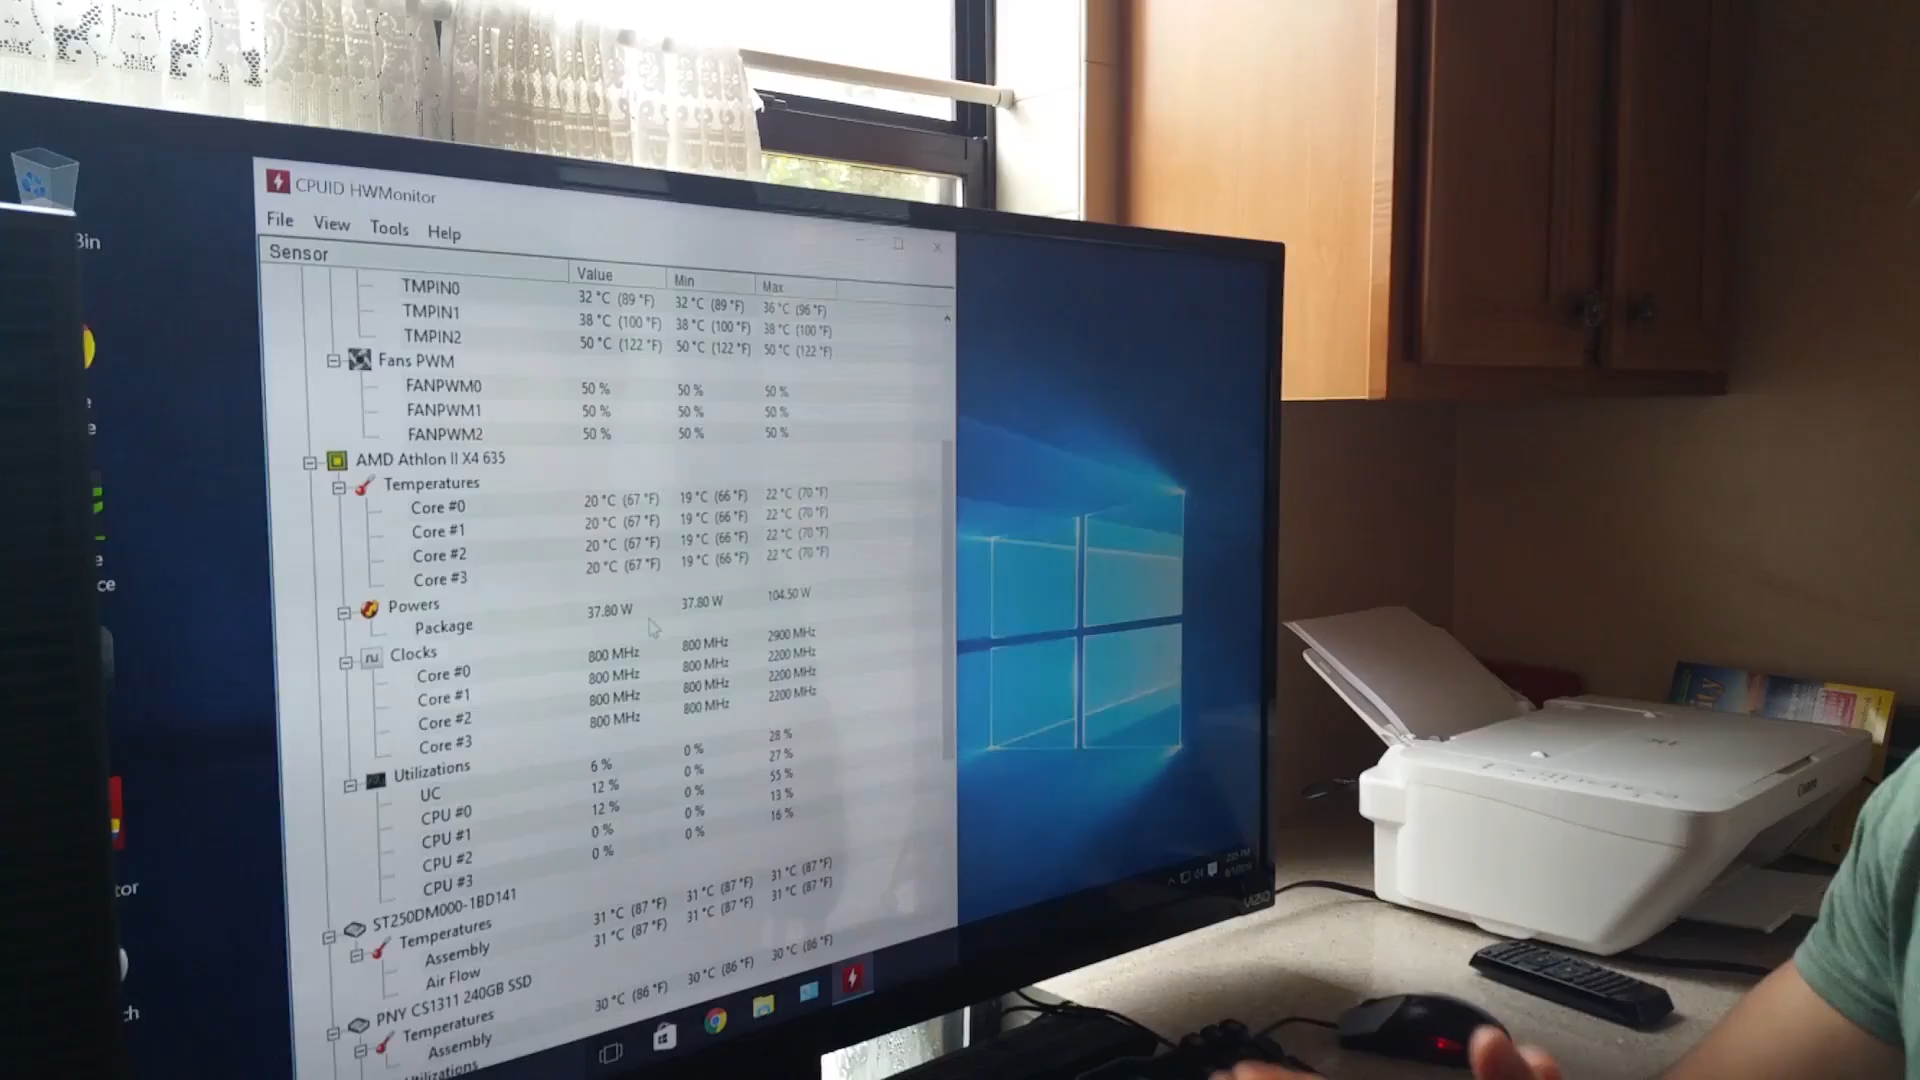 CPUID HWMonitor
File View Tools Help
Sensor Value Min Max
TMPIN0 32 °C (89 °F) 32 °C (89 °F) 36 °C (96 °F)
TMPIN1 38 °C (100 °F) 38 °C (100 °F) 38 °C (100 °F)
TMPIN2 50 °C (122 °F) 50 °C (122 °F) 50 °C (122 °F)
Fans PWM
FANPWM0 50 % 50 % 50 %
FANPWM1 50 % 50 % 50 %
FANPWM2 50 % 50 % 50 %
AMD Athlon II X4 635
Temperatures
Core #0 20 °C (67 °F) 19 °C (66 °F) 22 °C (70 °F)
Core #1 20 °C (67 °F) 19 °C (66 °F) 22 °C (70 °F)
Core #2 20 °C (67 °F) 19 °C (66 °F) 22 °C (70 °F)
Core #3 20 °C (67 °F) 19 °C (66 °F) 22 °C (70 °F)
Powers
Package 37.80 W 37.80 W 104.50 W
Clocks
Core #0 800 MHz 800 MHz 2900 MHz
Core #1 800 MHz 800 MHz 2200 MHz
Core #2 800 MHz 800 MHz 2200 MHz
Core #3 800 MHz 800 MHz 2200 MHz
Utilizations
UC 6 % 0 % 28 %
CPU #0 12 % 0 % 27 %
CPU #1 12 % 0 % 55 %
CPU #2 0 % 0 % 13 %
CPU #3 0 % 0 % 16 %
ST250DM000-1BD141
Temperatures
Assembly 31 °C (87 °F) 31 °C (87 °F) 31 °C (87 °F)
Air Flow 31 °C (87 °F) 31 °C (87 °F) 31 °C (87 °F)
PNY CS1311 240GB SSD
Temperatures
Assembly 30 °C (86 °F) 30 °C (86 °F) 30 °C (86 °F)
Utilizations
Bin
e
e
e
ce
tor
ch
VIZIO
Canon